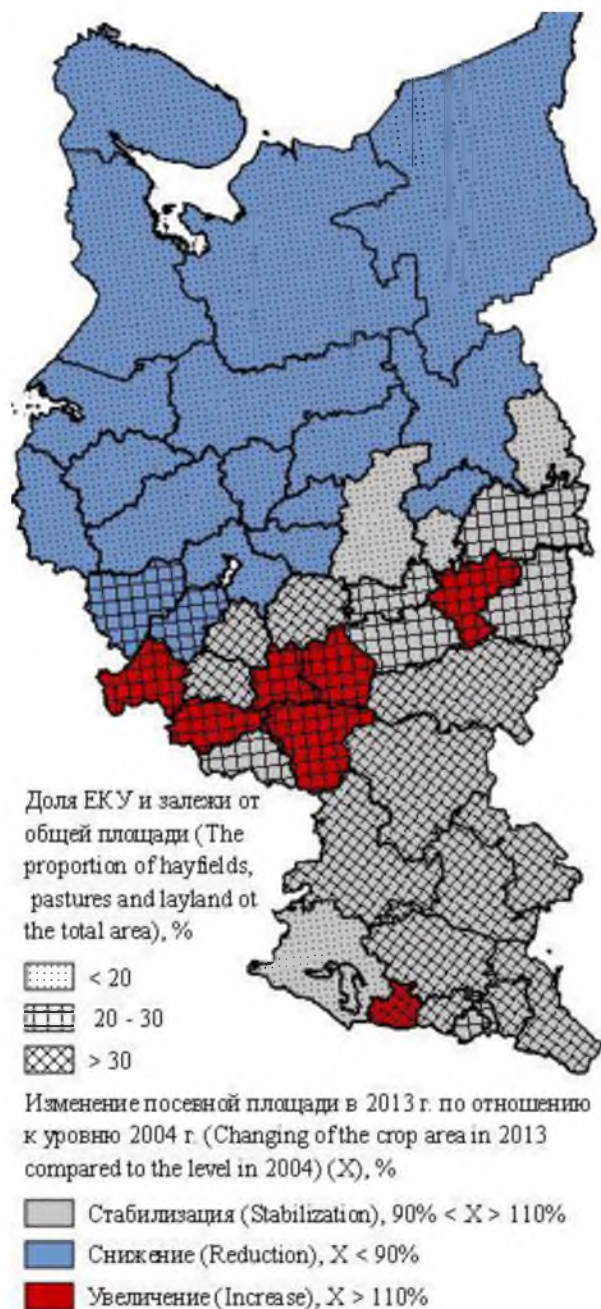 Доля ЕКУ и залежи от
общей площади (The
proportion of hayfields,
pastures and layland ot
the total area), %
< 20
20 - 30
> 30
Изменение посевной площади в 2013 г. по отношению
к уровню 2004 г. (Changing of the crop area in 2013
compared to the level in 2004) (X), %
Стабилизация (Stabilization), 90% < X > 110%
Снижение (Reduction), X < 90%
Увеличение (Increase), X > 110%